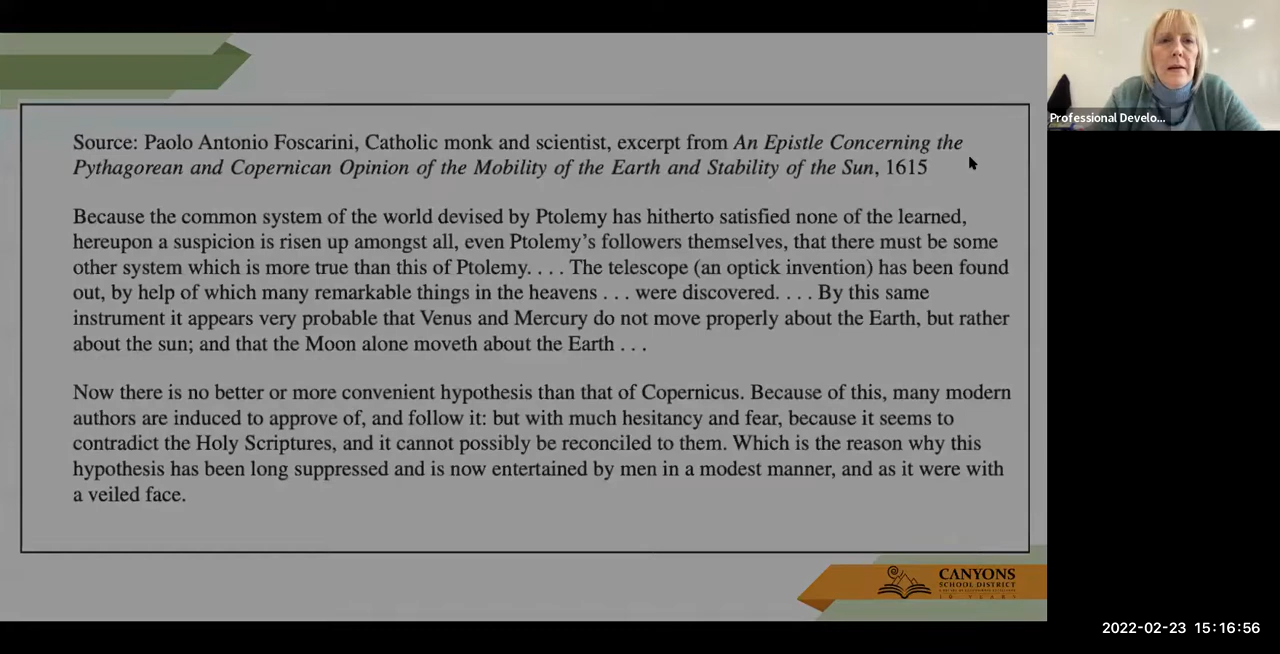 Source: Paolo Antonio Foscarini, Catholic monk and scientist, excerpt from An Epistle Concerning the
Pythagorean and Copernican Opinion of the Mobility of the Earth and Stability of the Sun, 1615
Because the common system of the world devised by Ptolemy has hitherto satisfied none of the learned,
hereupon a suspicion is risen up amongst all, even Ptolemy’s followers themselves, that there must be some
other system which is more true than this of Ptolemy. . . . The telescope (an optick invention) has been found
out, by help of which many remarkable things in the heavens . . . were discovered. . . . By this same
instrument it appears very probable that Venus and Mercury do not move properly about the Earth, but rather
about the sun; and that the Moon alone moveth about the Earth . . .
Now there is no better or more convenient hypothesis than that of Copernicus. Because of this, many modern
authors are induced to approve of, and follow it: but with much hesitancy and fear, because it seems to
contradict the Holy Scriptures, and it cannot possibly be reconciled to them. Which is the reason why this
hypothesis has been long suppressed and is now entertained by men in a modest manner, and as it were with
a veiled face.
Professional Develo...
CANYONS
SCHOOL DISTRICT
2022-02-23 15:16:56